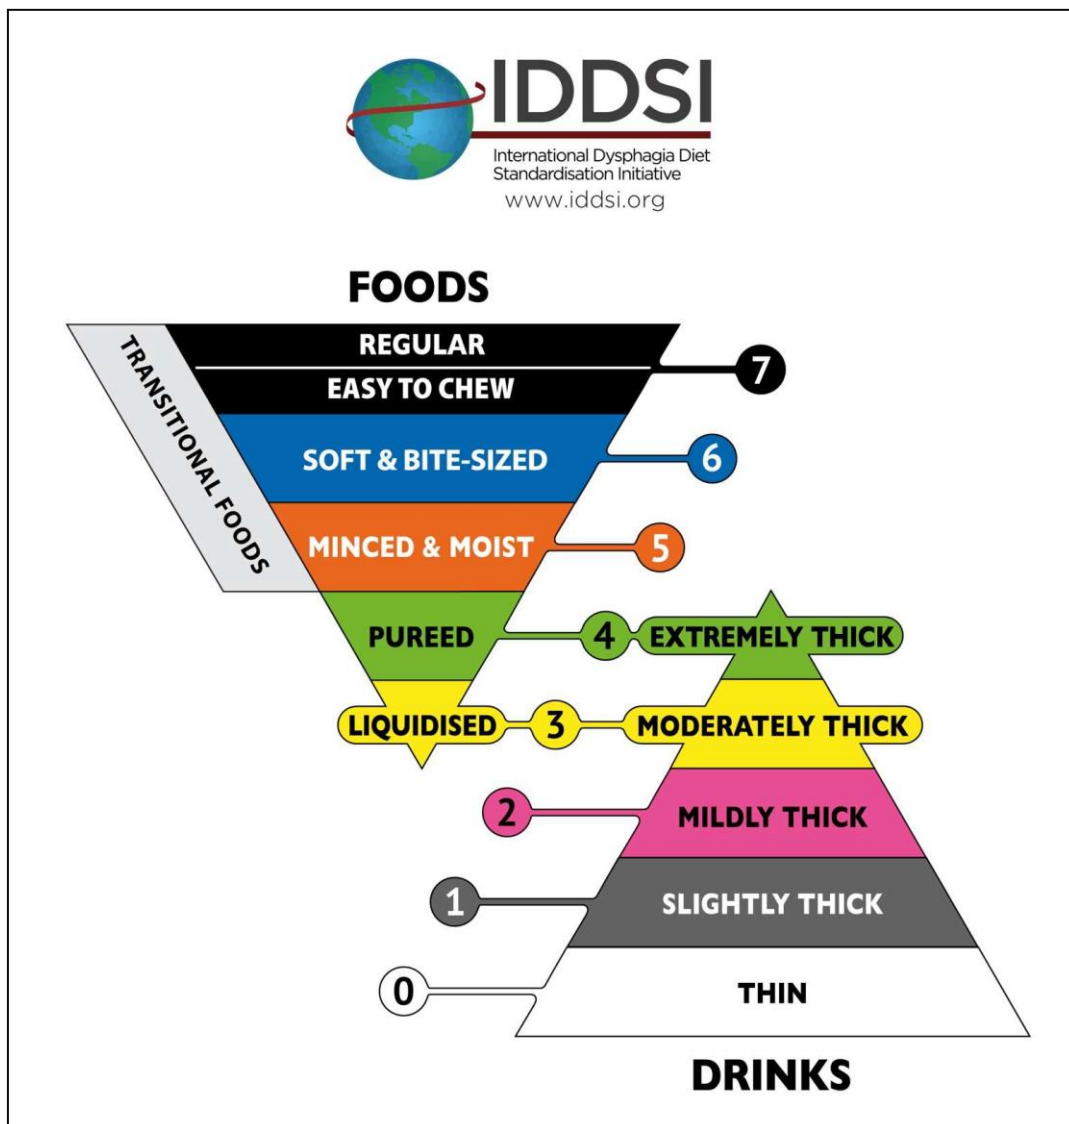 IDDSI
International Dysphagia Diet
Standardisation Initiative
www.iddsi.org
FOODS
TRANSITIONAL FOODS
REGULAR
EASY TO CHEW
7
SOFT & BITE-SIZED
6
MINCED & MOIST
5
PUREED
4
EXTREMELY THICK
LIQUIDISED
3
MODERATELY THICK
2
MILDLY THICK
1
SLIGHTLY THICK
0
THIN
DRINKS